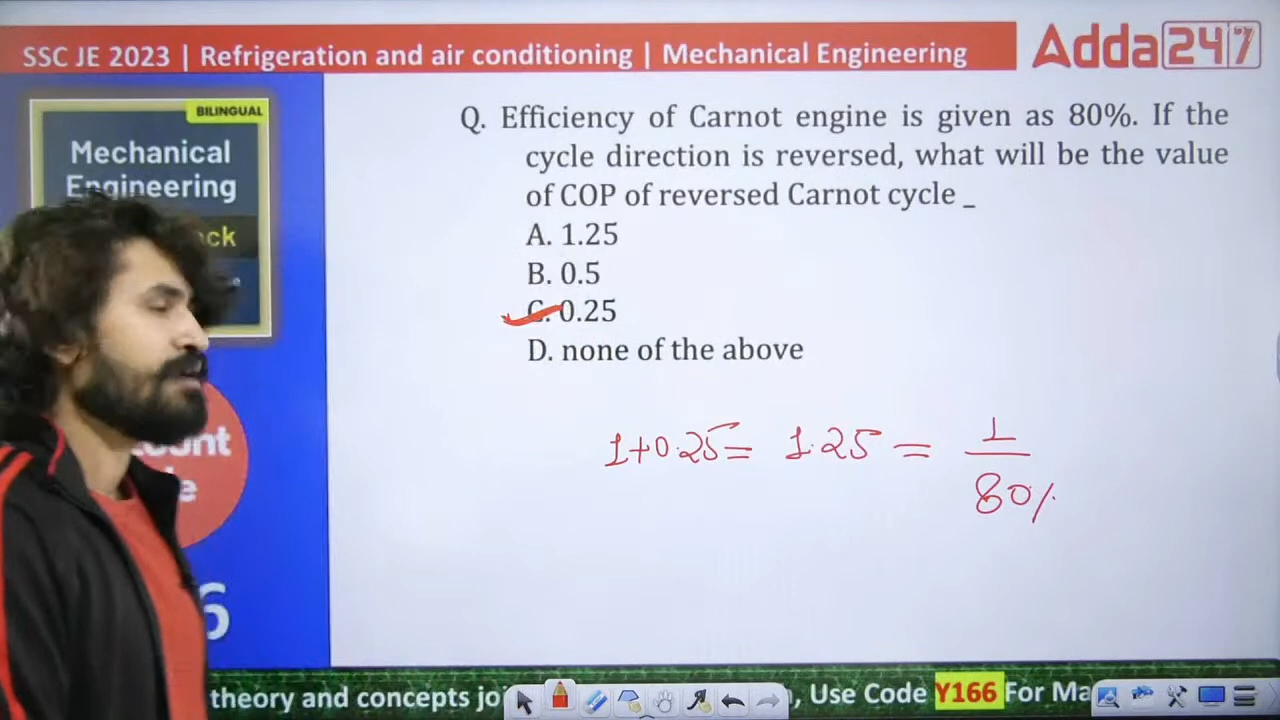 SSC JE 2023 | Refrigeration and air conditioning | Mechanical Engineering
Adda247
BILINGUAL
Mechanical
Engineering
ck
Q. Efficiency of Carnot engine is given as 80%. If the
cycle direction is reversed, what will be the value
of COP of reversed Carnot cycle _
A. 1.25
B. 0.5
C. 0.25
D. none of the above
1+0.25= 1.25 = 1
80%
6
theory and concepts
, Use Code Y166 For